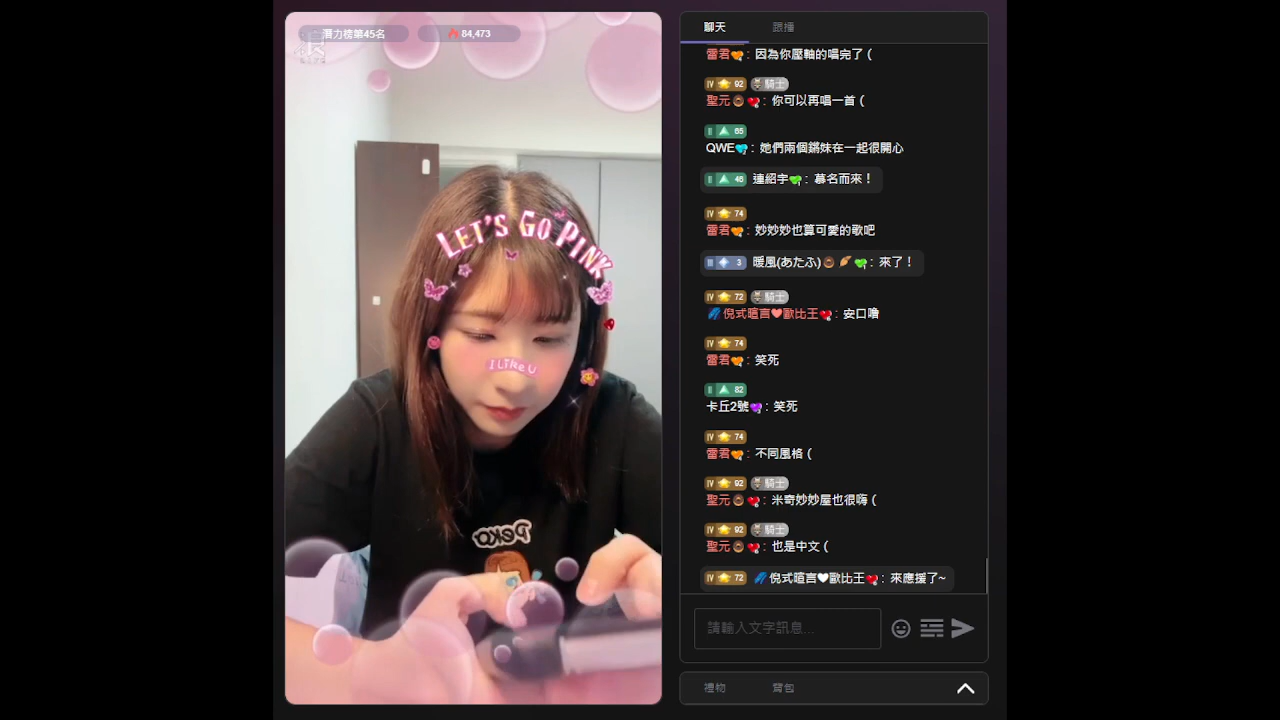 潛力榜第45名
84,473
浪
LET'S GO PINK
I Like U
Peko
聊天
跟播
雷君：因為你壓軸的唱完了（
IV 92 騎士
聖元：你可以再唱一首（
II 65
QWE：她們兩個鏘妹在一起很開心
II 46 連紹宇：慕名而來！
IV 74
雷君：妙妙妙也算可愛的歌吧
III 3 暖風(あたふ)：來了！
IV 72 騎士
倪式暄言歐比王：安口嚕
IV 74
雷君：笑死
II 82
卡丘2號：笑死
IV 74
雷君：不同風格（
IV 92 騎士
聖元：米奇妙妙屋也很嗨（
IV 92 騎士
聖元：也是中文（
IV 72 倪式暄言歐比王：來應援了~
請輸入文字訊息...
禮物
背包